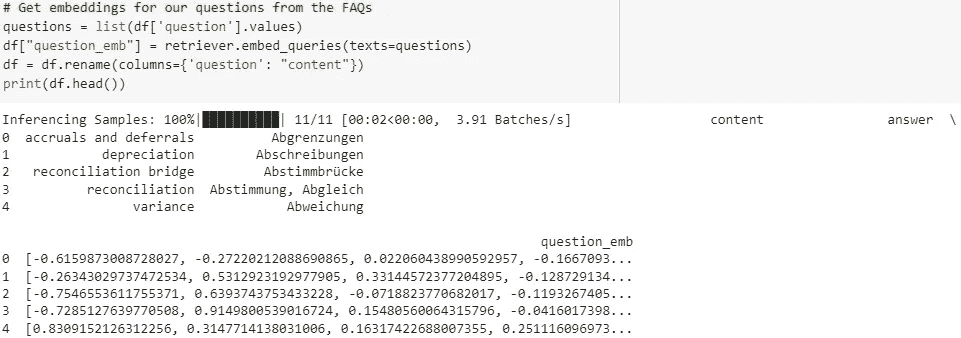 # Get embeddings for our questions from the FAQs
questions = list(df['question'].values)
df["question_emb"] = retriever.embed_queries(texts=questions)
df = df.rename(columns={'question': "content"})
print(df.head())
Inferencing Samples: 100%|██████████| 11/11 [00:02<00:00, 3.91 Batches/s] content answer \
0 accruals and deferrals Abgrenzungen
1 depreciation Abschreibungen
2 reconciliation bridge Abstimmbrücke
3 reconciliation Abstimmung, Abgleich
4 variance Abweichung
question_emb
0 [-0.6159873008728027, -0.27220212088690865, 0.022060438990592957, -0.1667093...
1 [-0.26343029737472534, 0.5312923192977905, 0.33144572377204895, -0.128729134...
2 [-0.7546553611755371, 0.6393743753433228, -0.0718823770682017, -0.1193267405...
3 [-0.7285127639770508, 0.9149800539016724, 0.15480560064315796, -0.0416017398...
4 [0.8309152126312256, 0.3147714138031006, 0.16317422688007355, 0.251116096973...